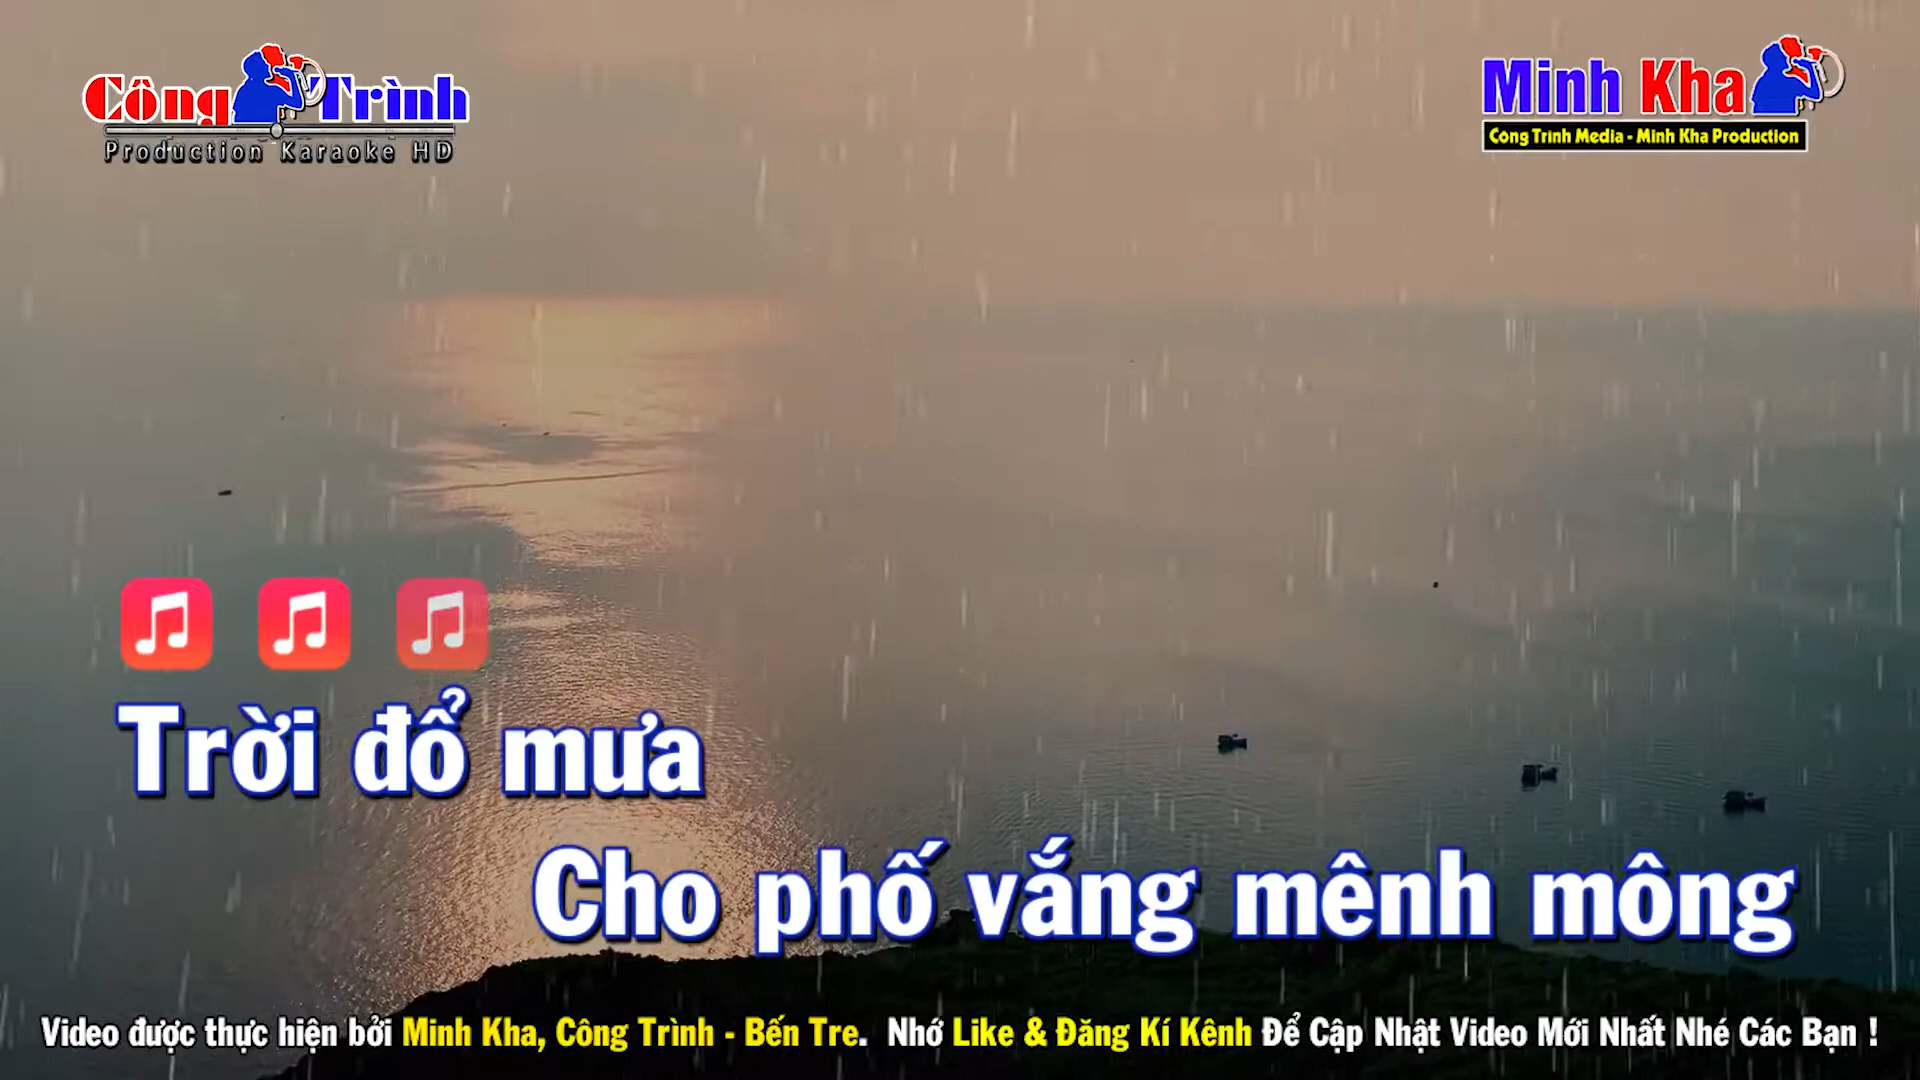 Công Trình
Production Karaoke HD
Minh Kha
Công Trình Media - Minh Kha Production
Trời đổ mưa
Cho phố vắng mênh mông
Video được thực hiện bởi Minh Kha, Công Trình - Bến Tre. Nhớ Like & Đăng Kí Kênh Để Cập Nhật Video Mới Nhất Nhé Các Bạn !